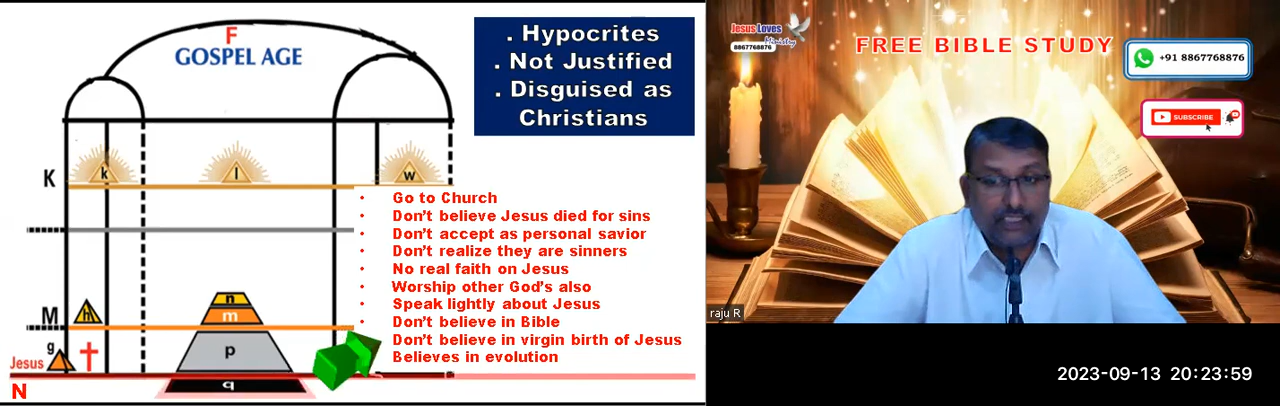 F
GOSPEL AGE
. Hypocrites
. Not Justified
. Disguised as
Christians
K
k
l
w
• Go to Church
• Don't believe Jesus died for sins
• Don't accept as personal savior
• Don't realize they are sinners
• No real faith on Jesus
• Worship other God's also
• Speak lightly about Jesus
• Don't believe in Bible
Don't believe in virgin birth of Jesus
Believes in evolution
n
M
h
m
g
Jesus
p
q
N
Jesus Loves
Ministry
8867768876
FREE BIBLE STUDY
+91 8867768876
SUBSCRIBE
raju R
2023-09-13 20:23:59